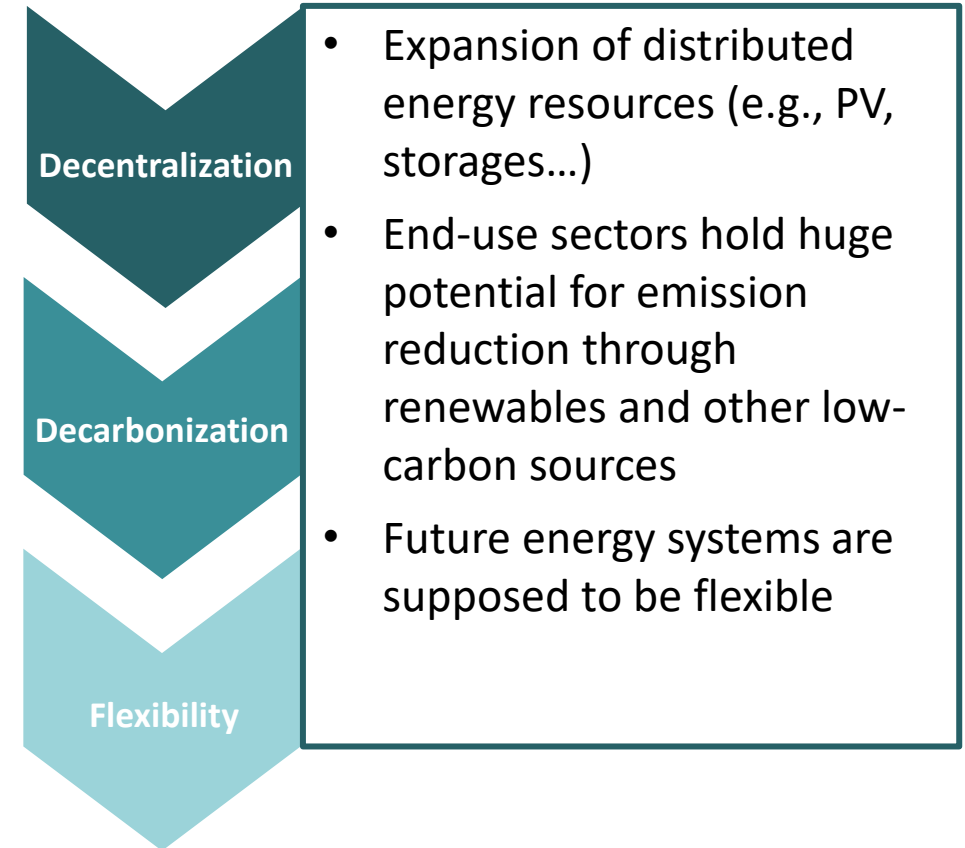 Decentralization
Decarbonization
Flexibility
• Expansion of distributed
energy resources (e.g., PV,
storages…)
• End-use sectors hold huge
potential for emission
reduction through
renewables and other low-
carbon sources
• Future energy systems are
supposed to be flexible